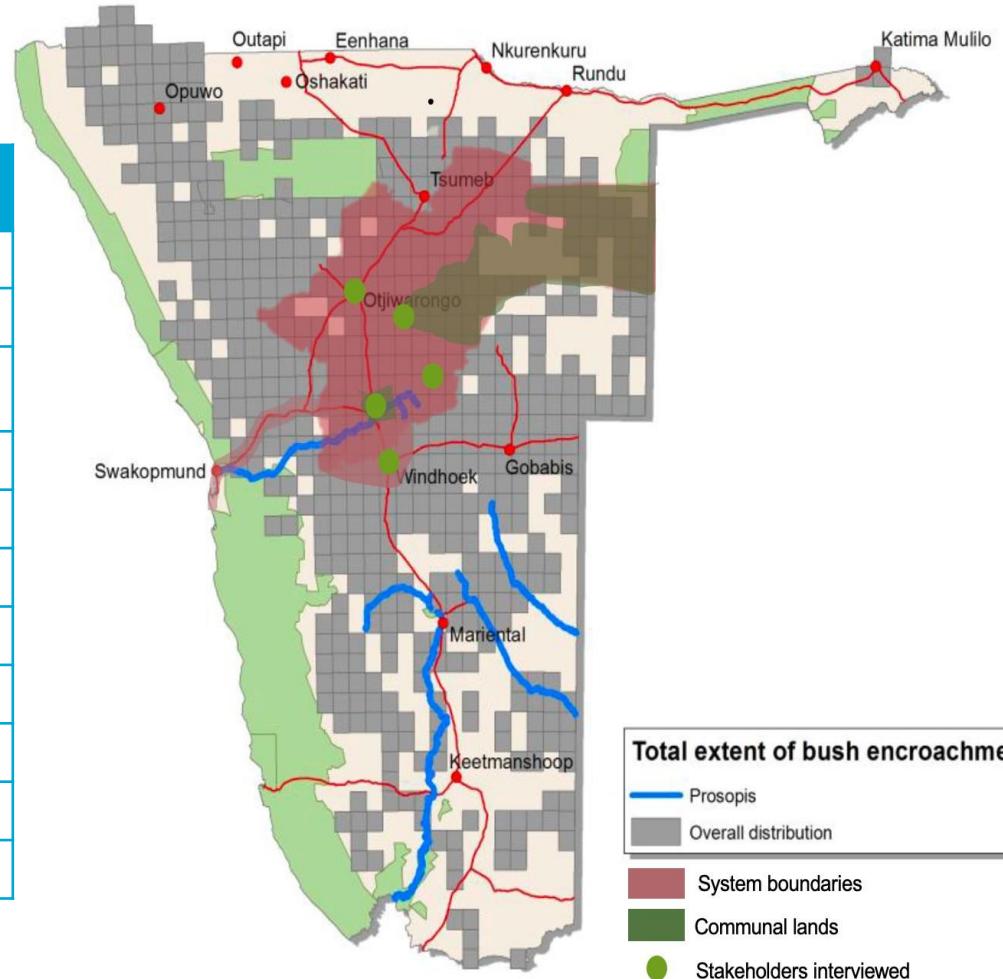 Outapi
Eenhana
Nkurenkuru
Katima Mulilo
Oshakati
Rundu
Opuwo
Tsumeb
Otjiwarongo
Swakopmund
Windhoek
Gobabis
Mariental
Keetmanshoop
Total extent of bush encroachme
Prosopis
Overall distribution
System boundaries
Communal lands
Stakeholders interviewed